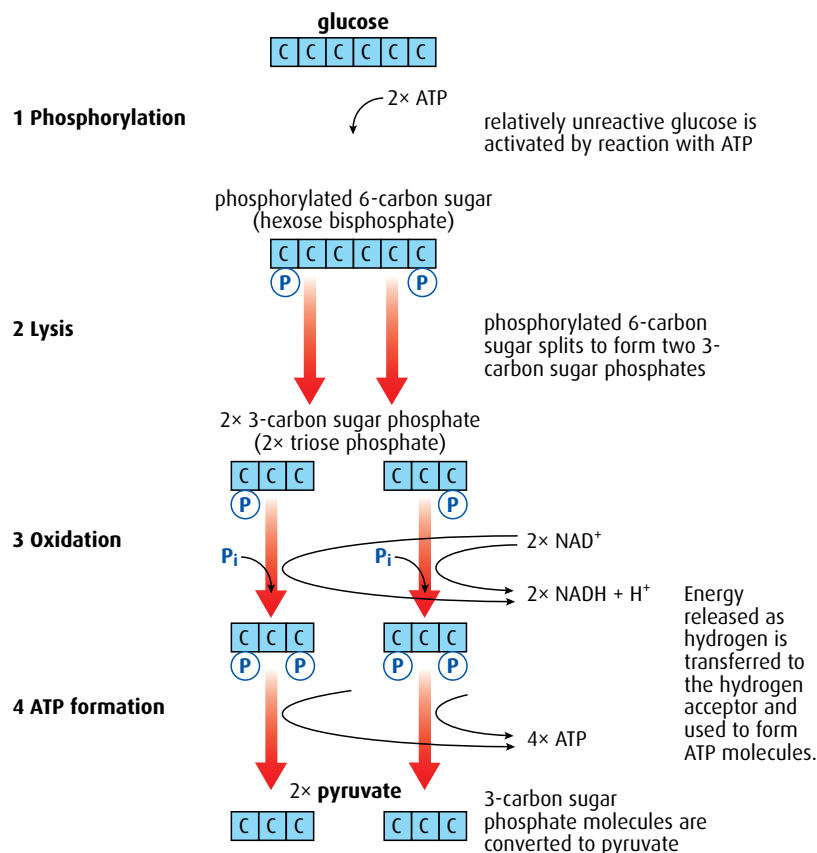 glucose
C C C C C C
2× ATP
1 Phosphorylation
relatively unreactive glucose is
activated by reaction with ATP
phosphorylated 6-carbon sugar
(hexose bisphosphate)
C C C C C C
P P
2 Lysis
phosphorylated 6-carbon
sugar splits to form two 3-
carbon sugar phosphates
2× 3-carbon sugar phosphate
(2× triose phosphate)
C C C C C C
P P
3 Oxidation
2× NAD⁺
Pi Pi
2× NADH + H⁺
Energy
released as
hydrogen is
transferred to
the hydrogen
acceptor and
used to form
ATP molecules.
C C C C C C
P P P P
4 ATP formation
4× ATP
2× pyruvate
3-carbon sugar
phosphate molecules are
converted to pyruvate
C C C C C C